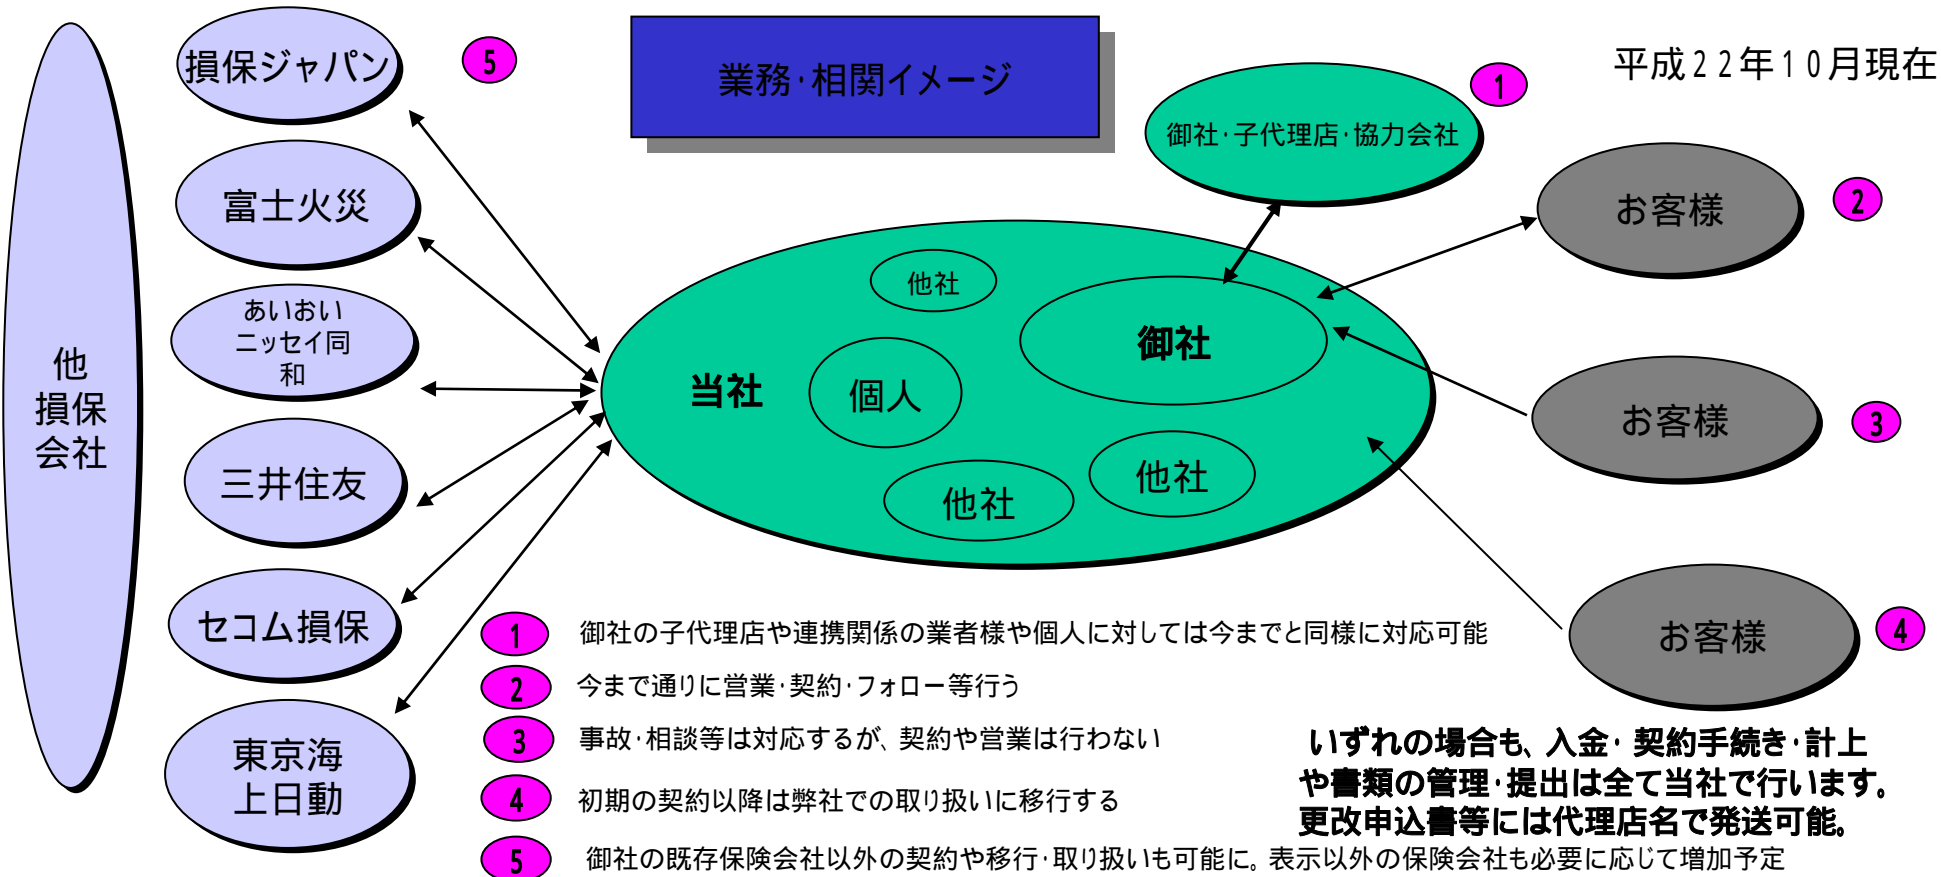 業務･相関イメージ
平成２２年１０月現在
他
損保
会社
損保ジャパン
5
富士火災
あいおい
ニッセイ同
和
三井住友
セコム損保
東京海
上日動
御社･子代理店･協力会社
1
お客様
2
お客様
3
お客様
4
当社
他社
個人
御社
他社
他社
1 御社の子代理店や連携関係の業者様や個人に対しては今までと同様に対応可能
2 今まで通りに営業･契約･フォロー等行う
3 事故･相談等は対応するが、契約や営業は行わない
4 初期の契約以降は弊社での取り扱いに移行する
5 御社の既存保険会社以外の契約や移行･取り扱いも可能に。表示以外の保険会社も必要に応じて増加予定
いずれの場合も、入金･契約手続き･計上
や書類の管理･提出は全て当社で行います。
更改申込書等には代理店名で発送可能。